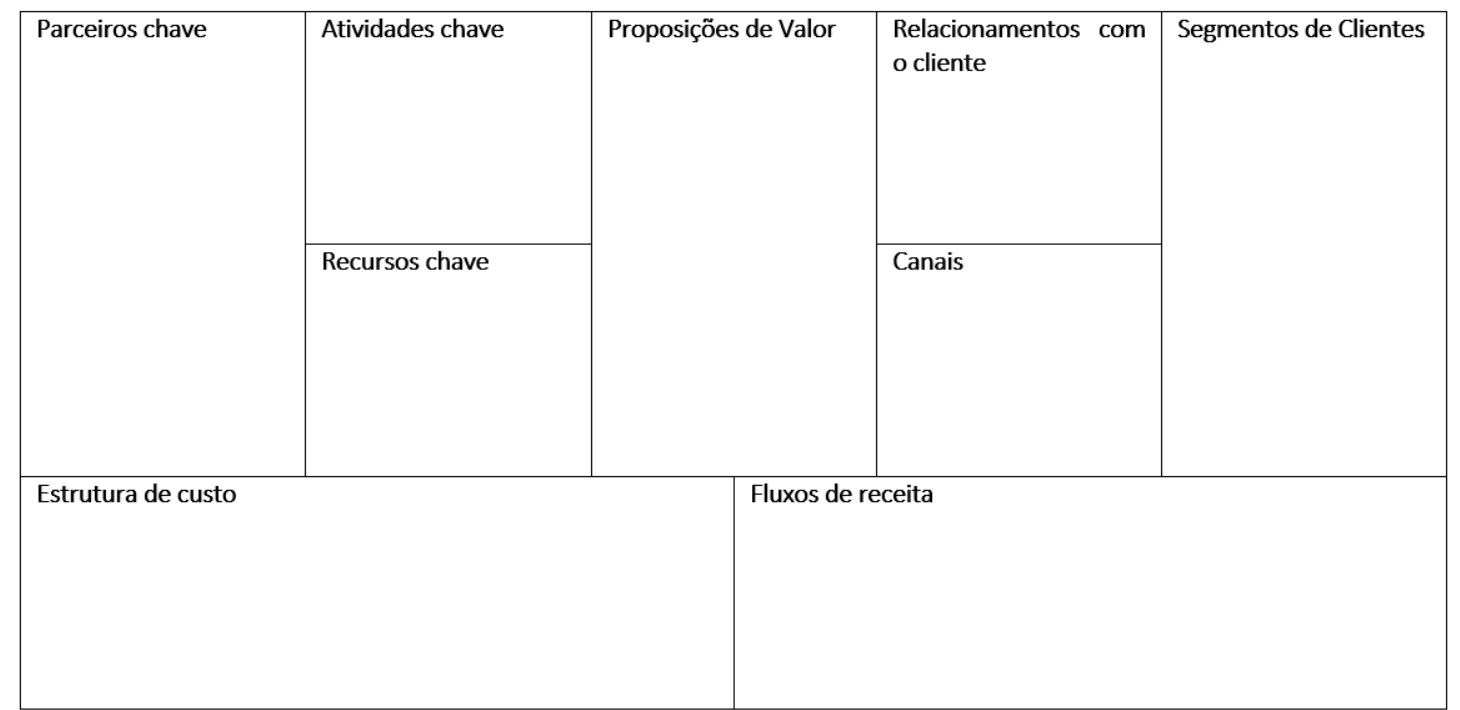 Parceiros chave
Atividades chave
Proposições de Valor
Relacionamentos com
o cliente
Segmentos de Clientes
Recursos chave
Canais
Estrutura de custo
Fluxos de receita